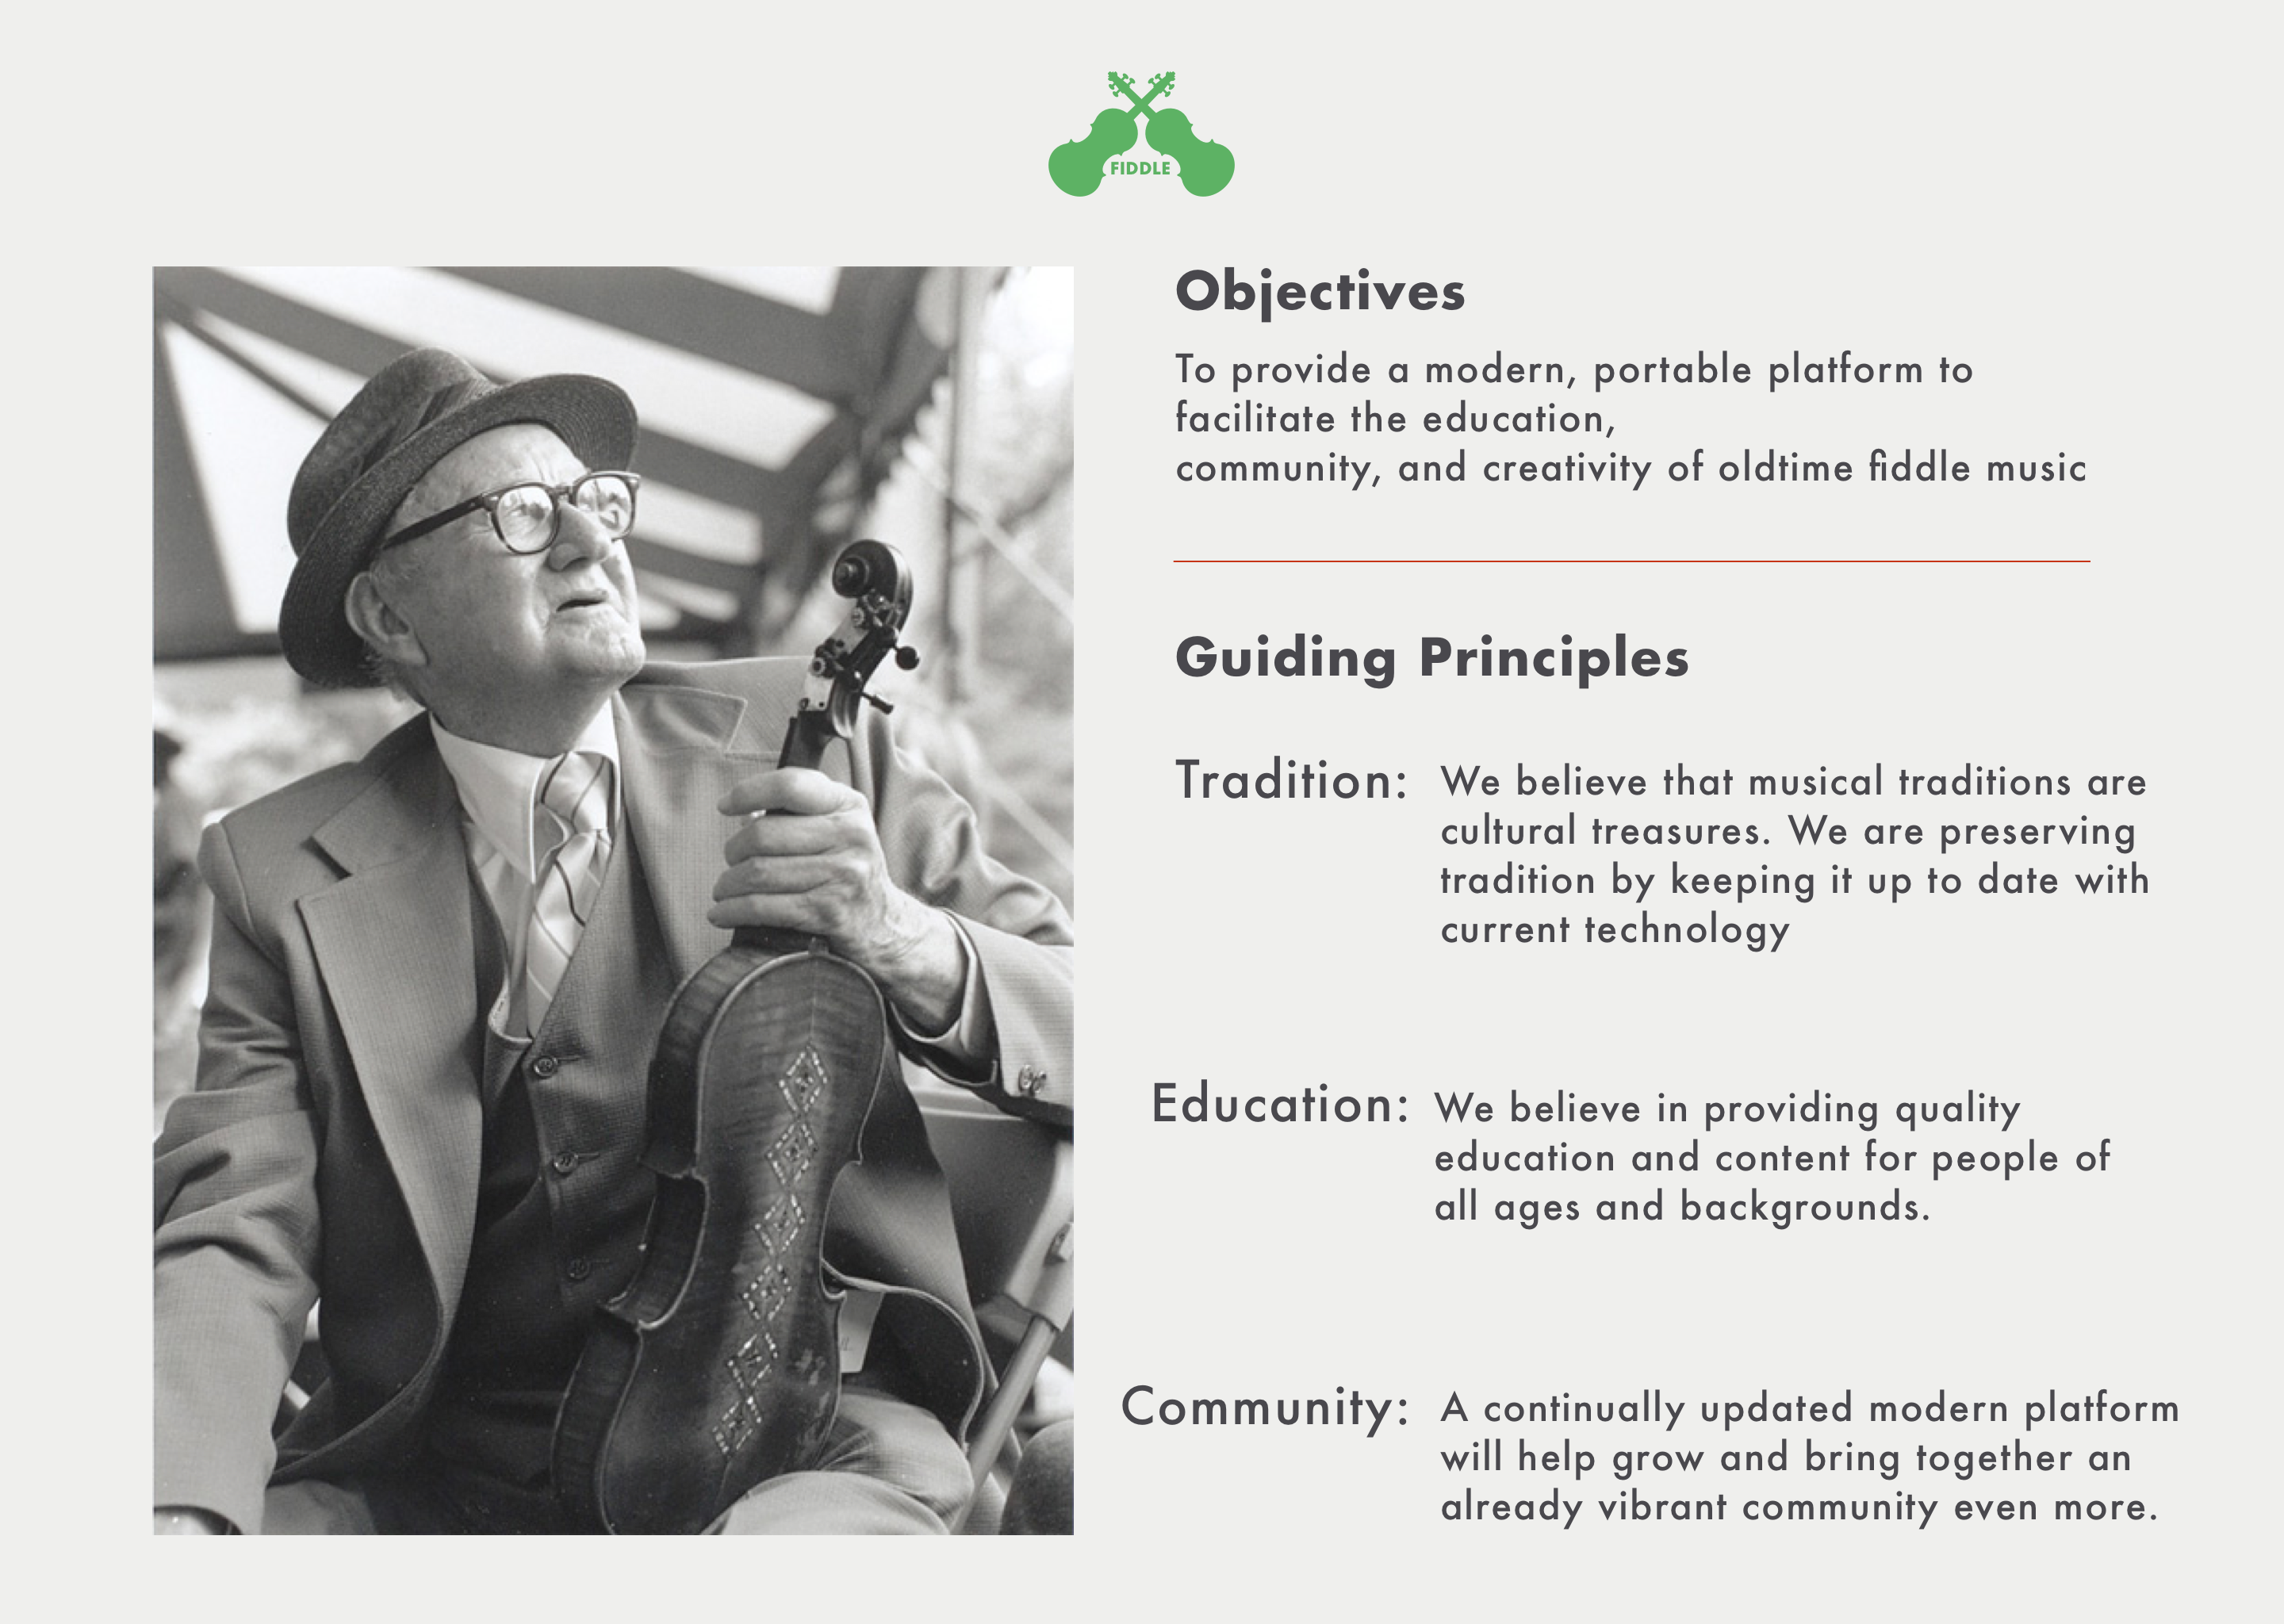 FIDDLE
Objectives
To provide a modern, portable platform to
facilitate the education,
community, and creativity of oldtime fiddle music
Guiding Principles
Tradition: We believe that musical traditions are
cultural treasures. We are preserving
tradition by keeping it up to date with
current technology
Education: We believe in providing quality
education and content for people of
all ages and backgrounds.
Community: A continually updated modern platform
will help grow and bring together an
already vibrant community even more.